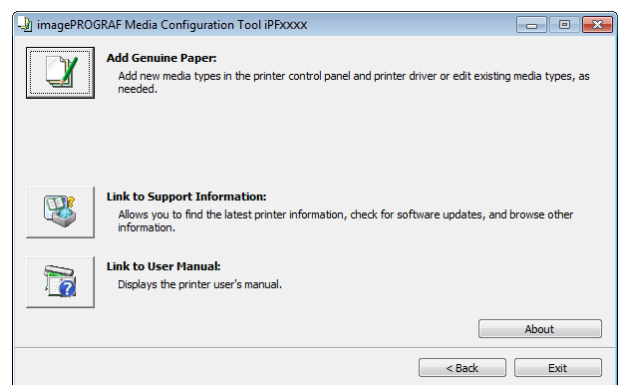 imagePROGRAF Media Configuration Tool iPFxxxx
Add Genuine Paper:
Add new media types in the printer control panel and printer driver or edit existing media types, as
needed.
Link to Support Information:
Allows you to find the latest printer information, check for software updates, and browse other
information.
Link to User Manual:
Displays the printer user's manual.
About
< Back Exit